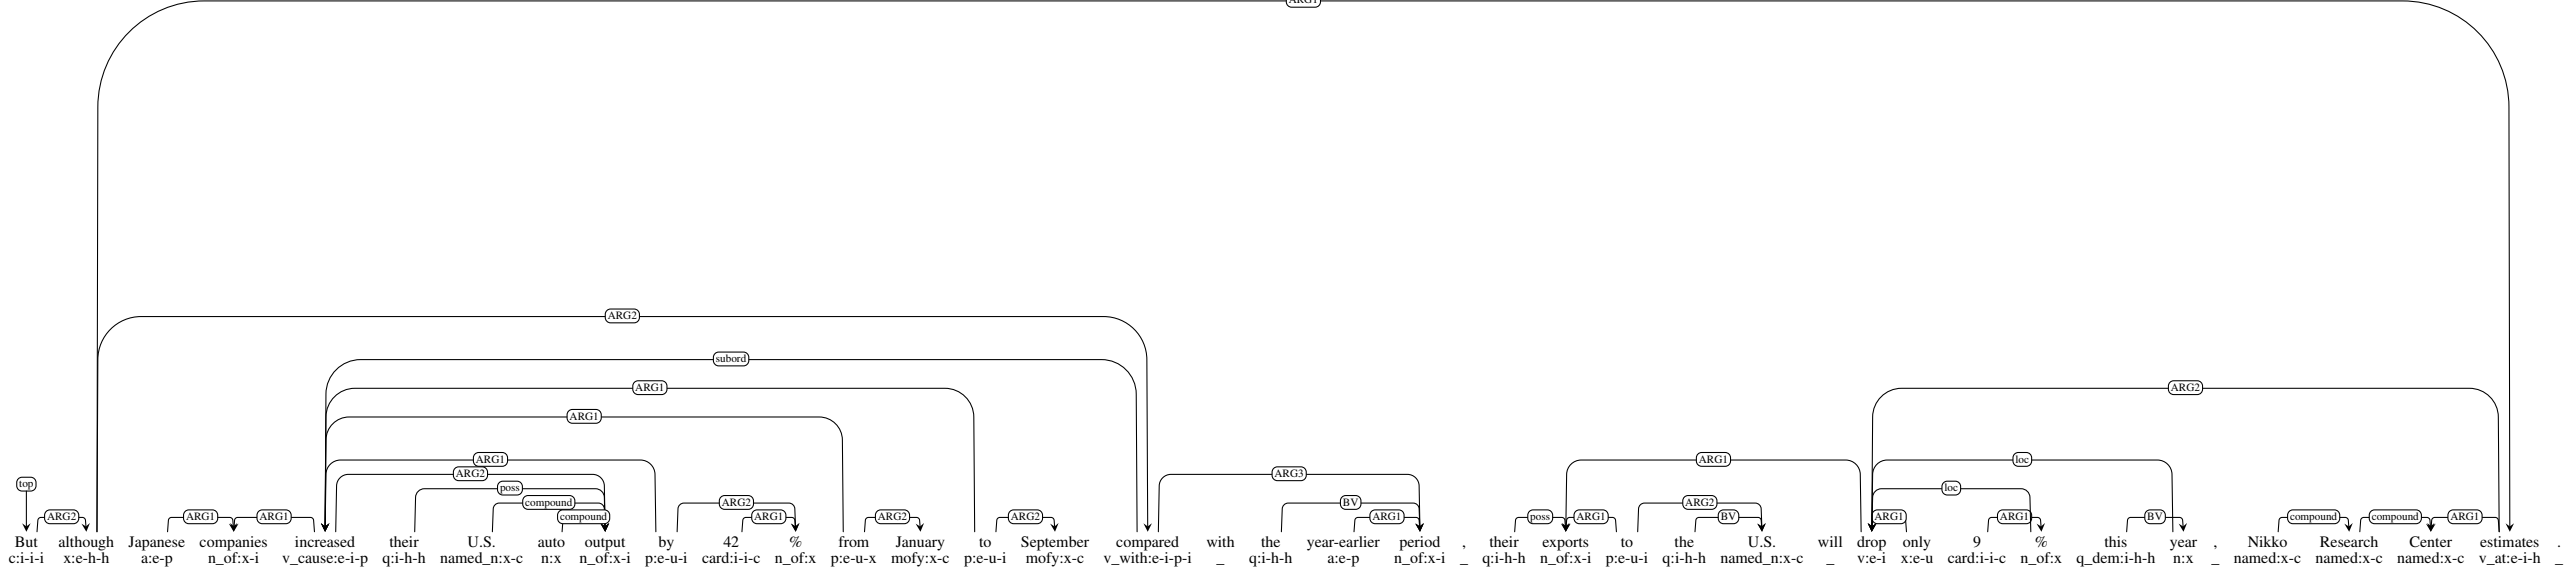 ARG1
ARG2
subord
ARG1 ARG2
ARG1
ARG1 ARG1 loc
ARG2 ARG3
top poss loc
compound ARG2 BV ARG2
ARG2 ARG1 ARG1 compound ARG1 ARG2 ARG2 ARG1 poss ARG1 BV ARG1 ARG1 BV compound compound ARG1
But although Japanese companies increased their U.S. auto output by 42 % from January to September compared with the year-earlier period , their exports to the U.S. will drop only 9 % this year , Nikko Research Center estimates .
c:i-i-i x:e-h-h a:e-p n_of:x-i v_cause:e-i-p q:i-h-h named_n:x-c n:x n_of:x-i p:e-u-i card:i-i-c n_of:x p:e-u-x mofy:x-c p:e-u-i mofy:x-c v_with:e-i-p-i _ q:i-h-h a:e-p n_of:x-i _ q:i-h-h n_of:x-i p:e-u-i q:i-h-h named_n:x-c _ v:e-i x:e-u card:i-i-c n_of:x q_dem:i-h-h n:x _ named:x-c named:x-c named:x-c v_at:e-i-h _